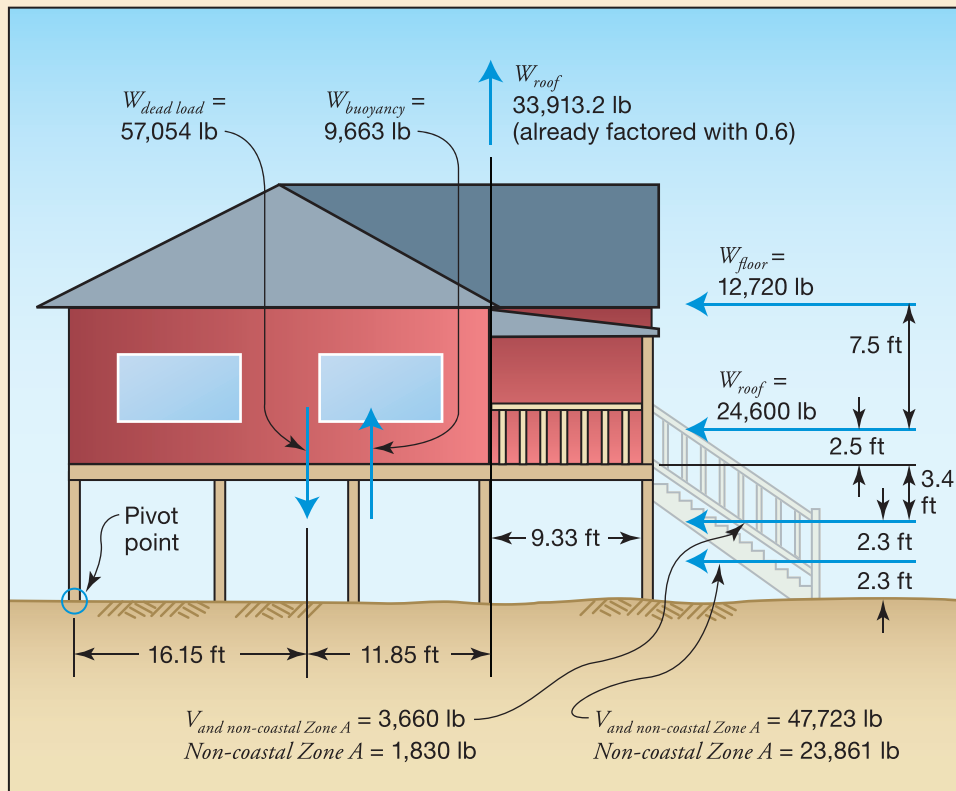 W_dead load =
57,054 lb
W_buoyancy =
9,663 lb
W_roof
33,913.2 lb
(already factored with 0.6)
W_floor =
12,720 lb
7.5 ft
W_roof =
24,600 lb
2.5 ft
3.4
ft
Pivot
point
9.33 ft
2.3 ft
2.3 ft
16.15 ft
11.85 ft
V_and non-coastal Zone A = 3,660 lb
Non-coastal Zone A = 1,830 lb
V_and non-coastal Zone A = 47,723 lb
Non-coastal Zone A = 23,861 lb